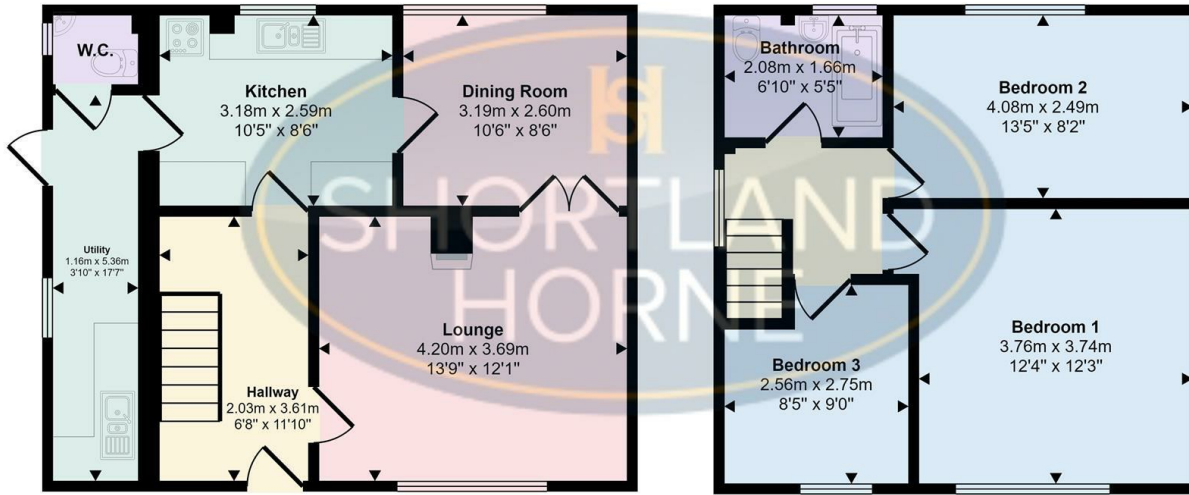 W.C.
Kitchen
3.18m x 2.59m
10'5" x 8'6"
Dining Room
3.19m x 2.60m
10'6" x 8'6"
Utility
1.16m x 5.36m
3'10" x 17'7"
Hallway
2.03m x 3.61m
6'8" x 11'10"
Lounge
4.20m x 3.69m
13'9" x 12'1"
Bathroom
2.08m x 1.66m
6'10" x 5'5"
Bedroom 2
4.08m x 2.49m
13'5" x 8'2"
Bedroom 1
3.76m x 3.74m
12'4" x 12'3"
Bedroom 3
2.56m x 2.75m
8'5" x 9'0"
SHORTLAND
HORNE